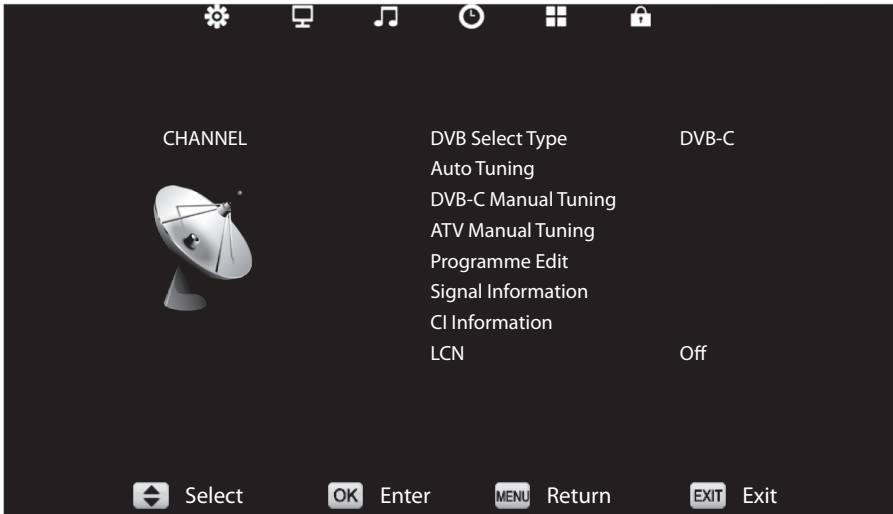 CHANNEL
DVB Select Type DVB-C
Auto Tuning
DVB-C Manual Tuning
ATV Manual Tuning
Programme Edit
Signal Information
CI Information
LCN Off
Select OK Enter MENU Return EXIT Exit